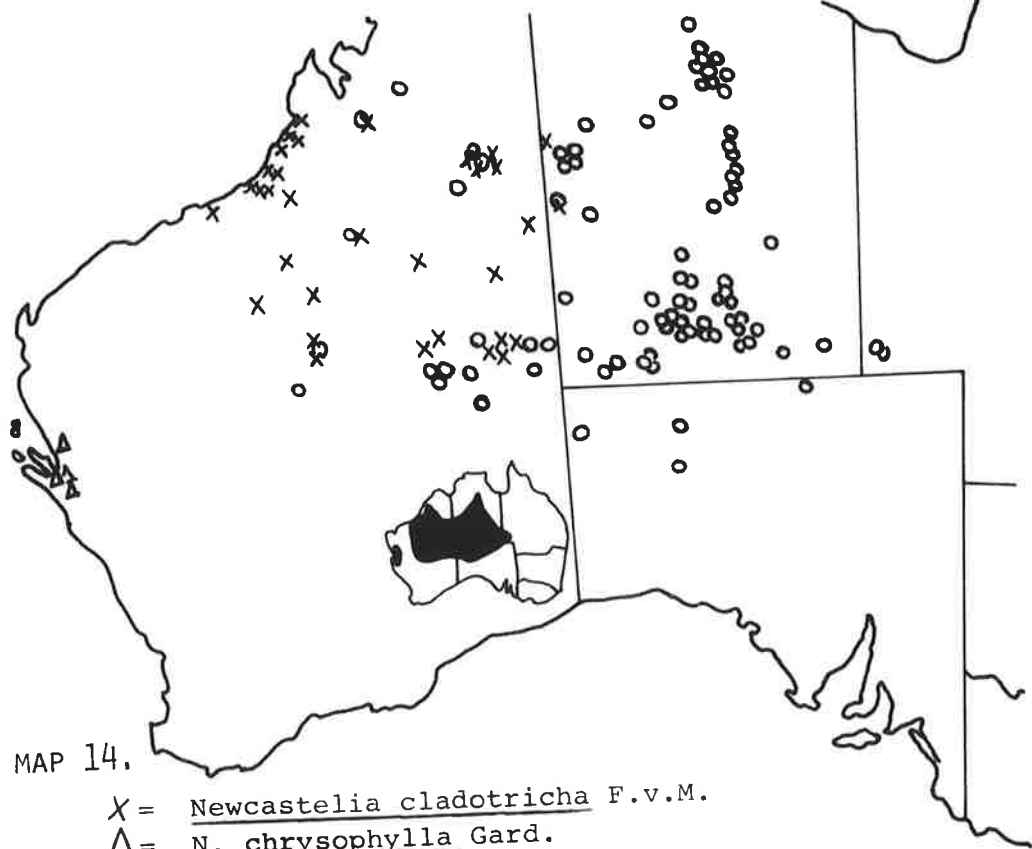 MAP 14.
X = Newcastelia cladotricha F.v.M.
Δ = N. chrysophylla Gard.